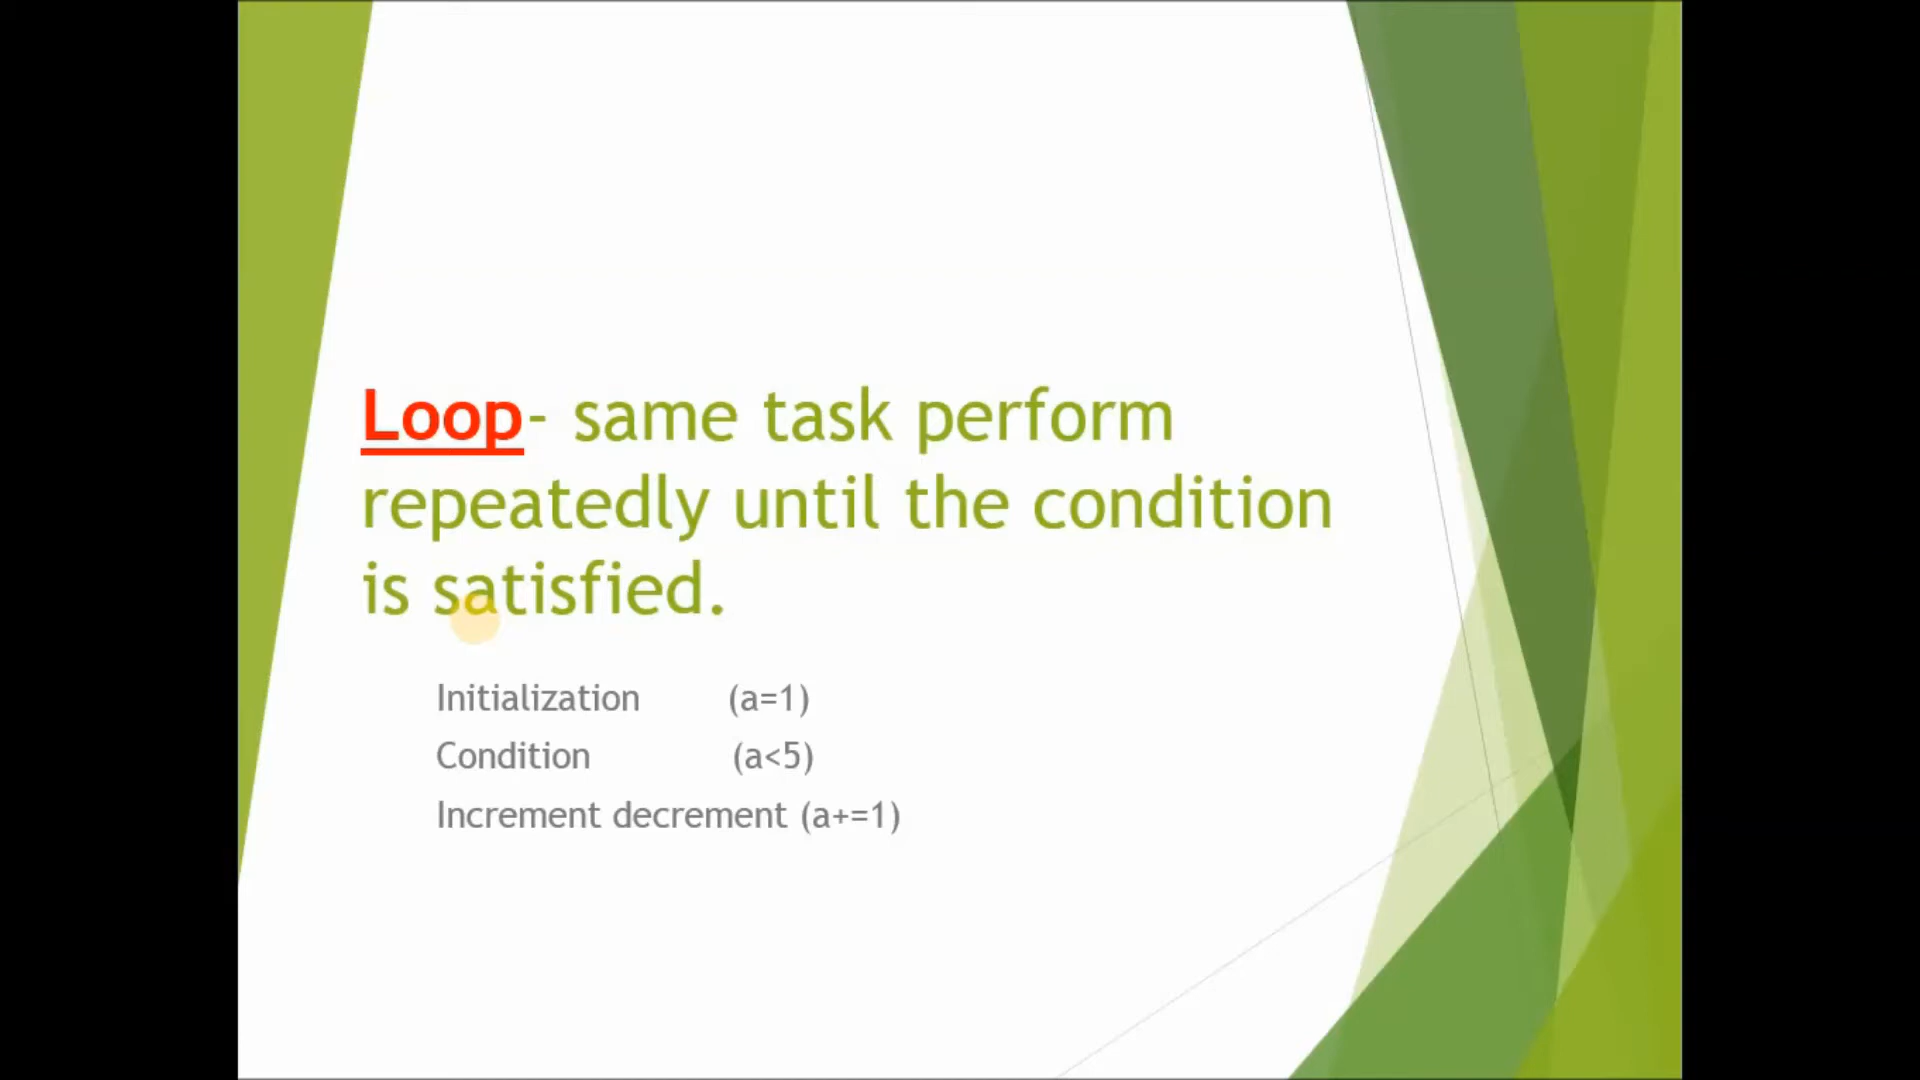 Loop- same task perform
repeatedly until the condition
is satisfied.
Initialization (a=1)
Condition (a<5)
Increment decrement (a+=1)